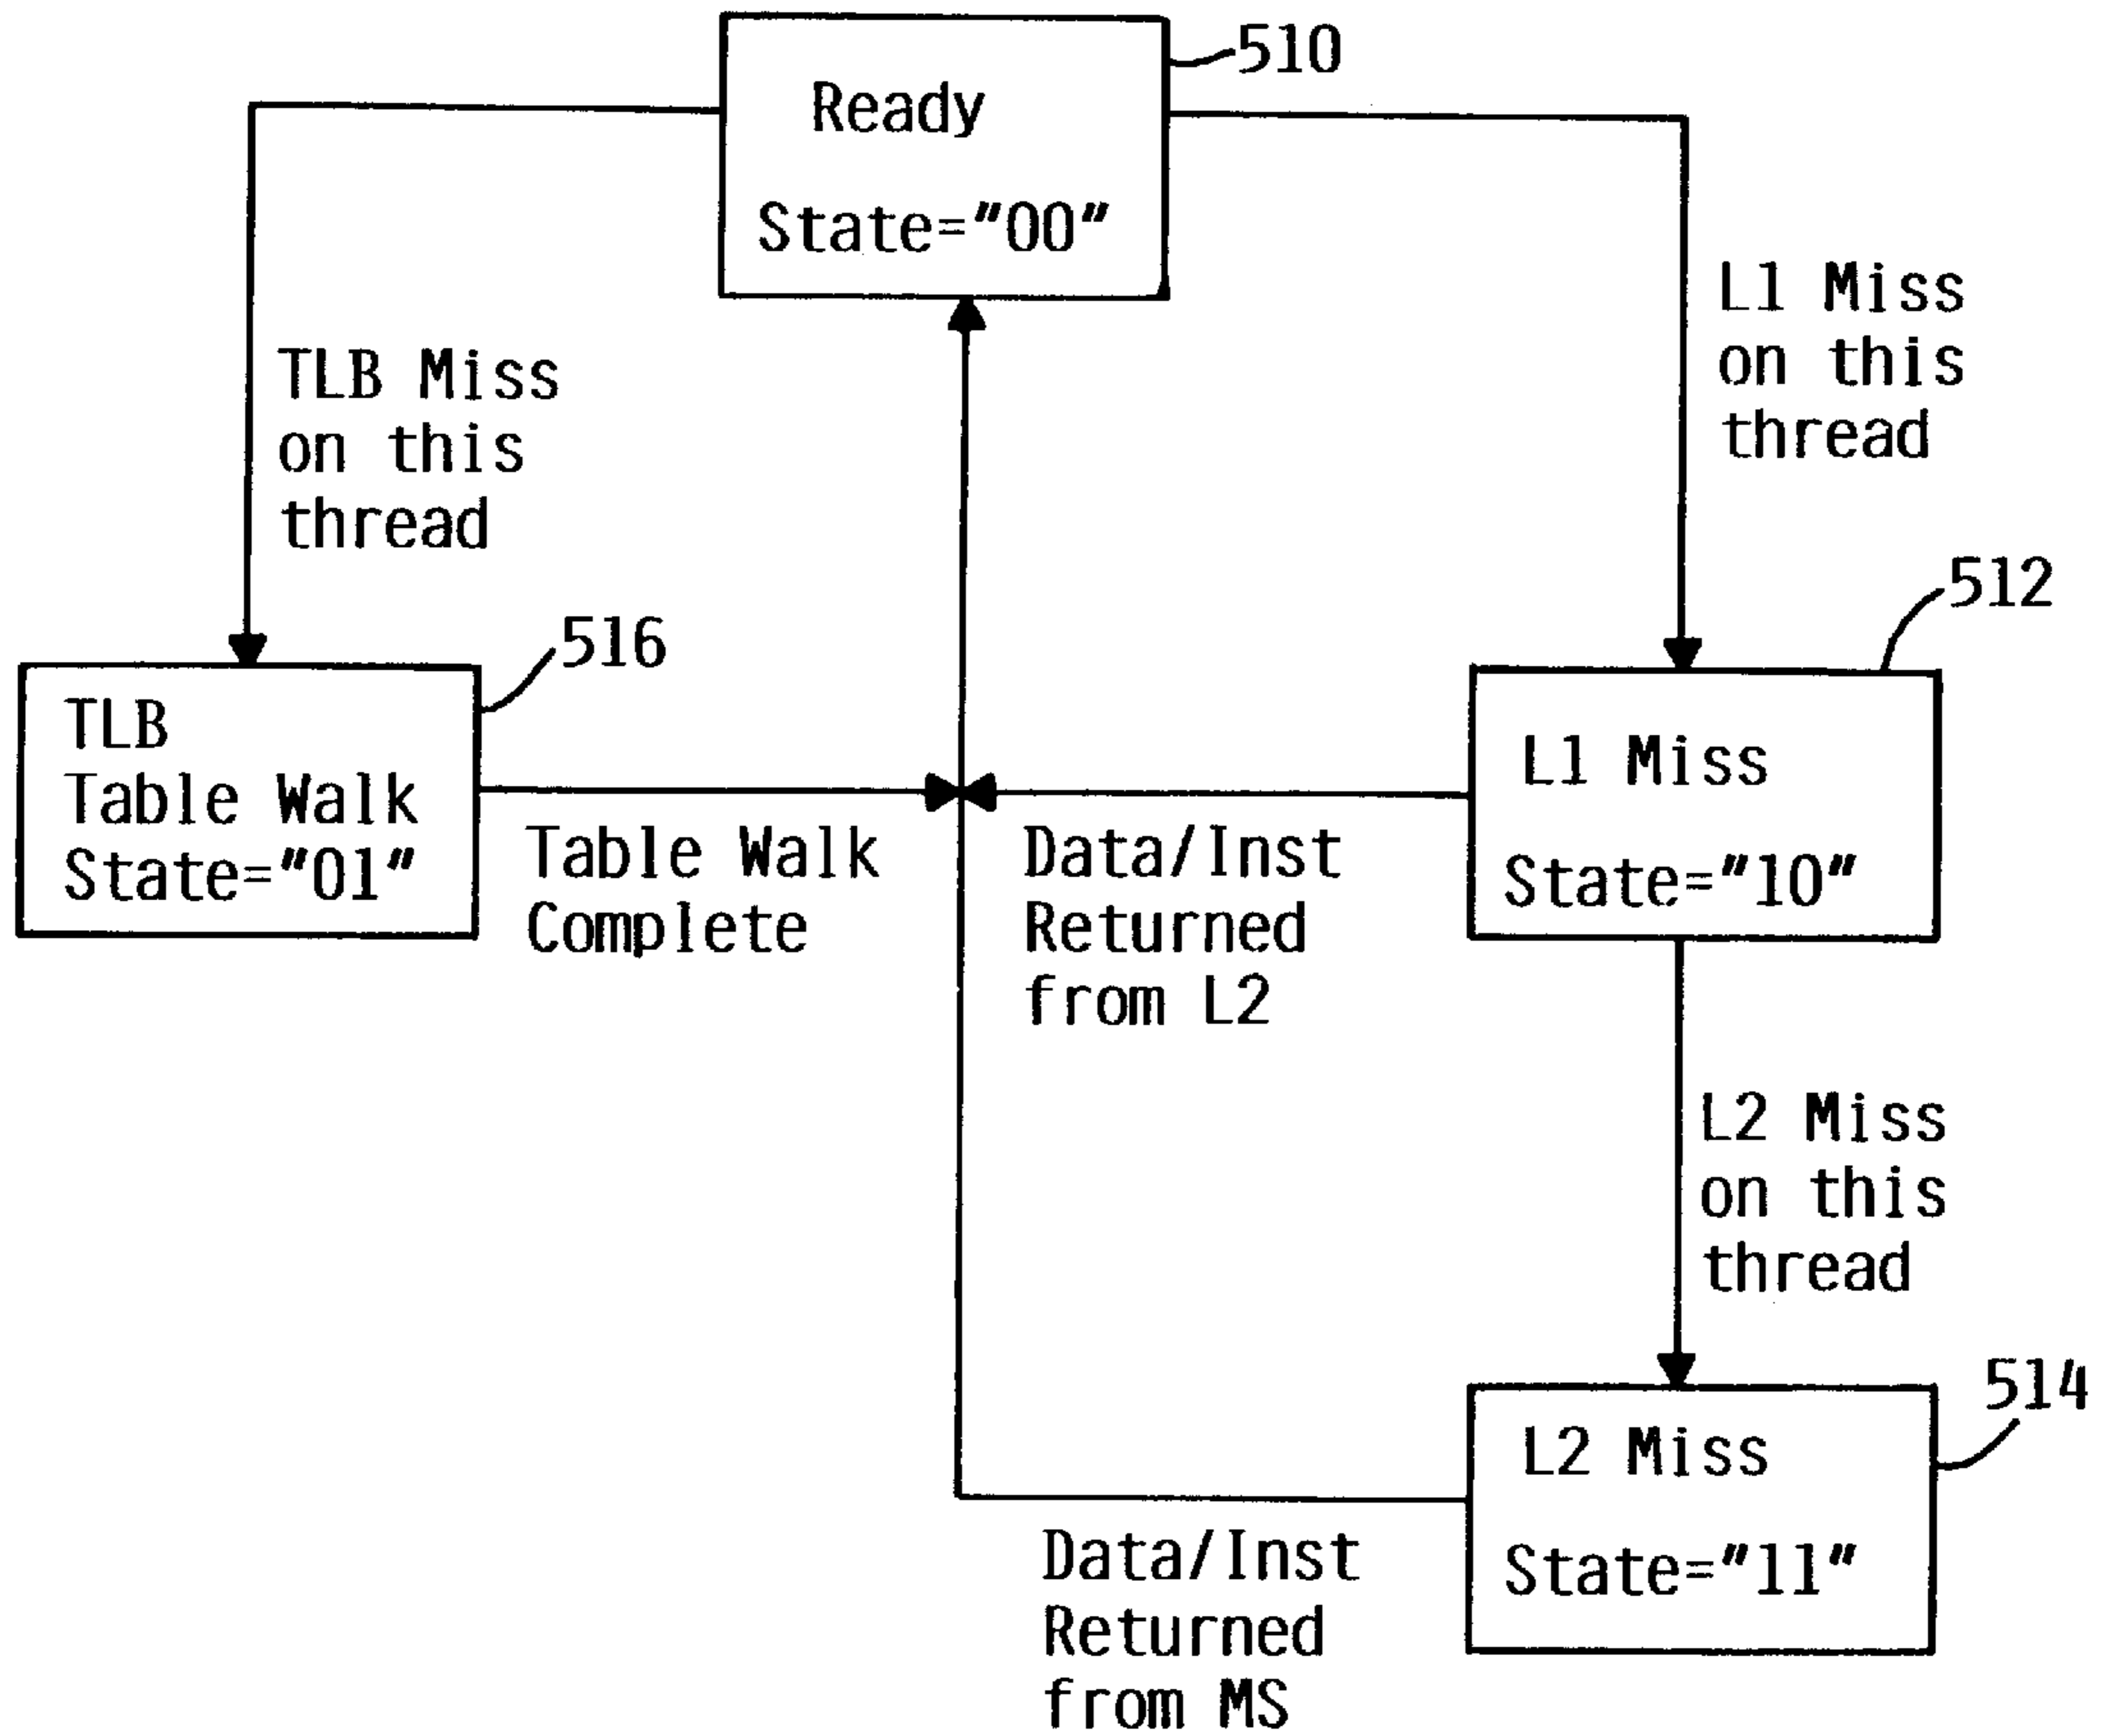 510
Ready
State="00"
L1 Miss
on this
thread
TLB Miss
on this
thread
512
516
TLB
Table Walk
State="01"
L1 Miss
State="10"
Table Walk
Complete
Data/Inst
Returned
from L2
L2 Miss
on this
thread
514
L2 Miss
State="11"
Data/Inst
Returned
from MS